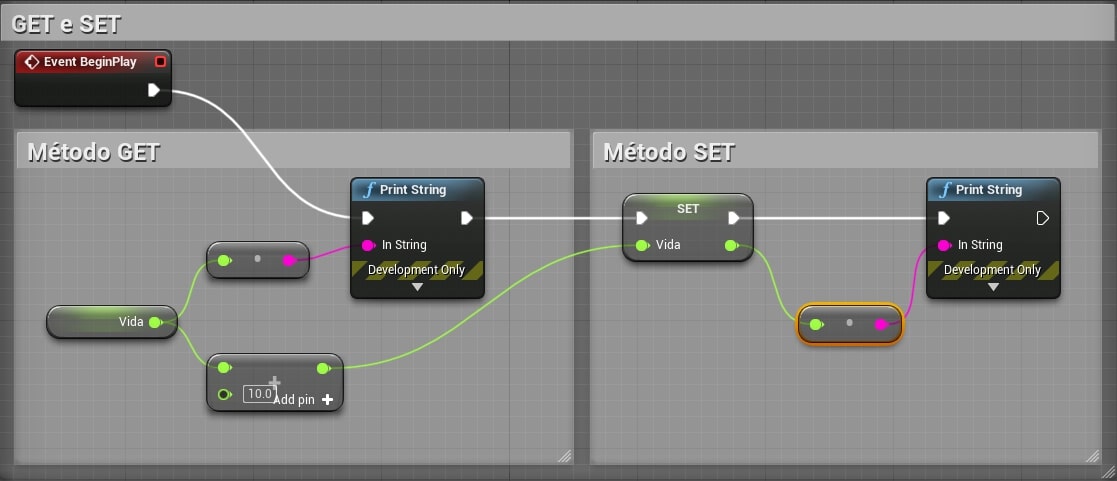 GET e SET
Event BeginPlay
Método GET
Print String
In String
Development Only
Vida
10.0
Add pin
Método SET
SET
Vida
Print String
In String
Development Only